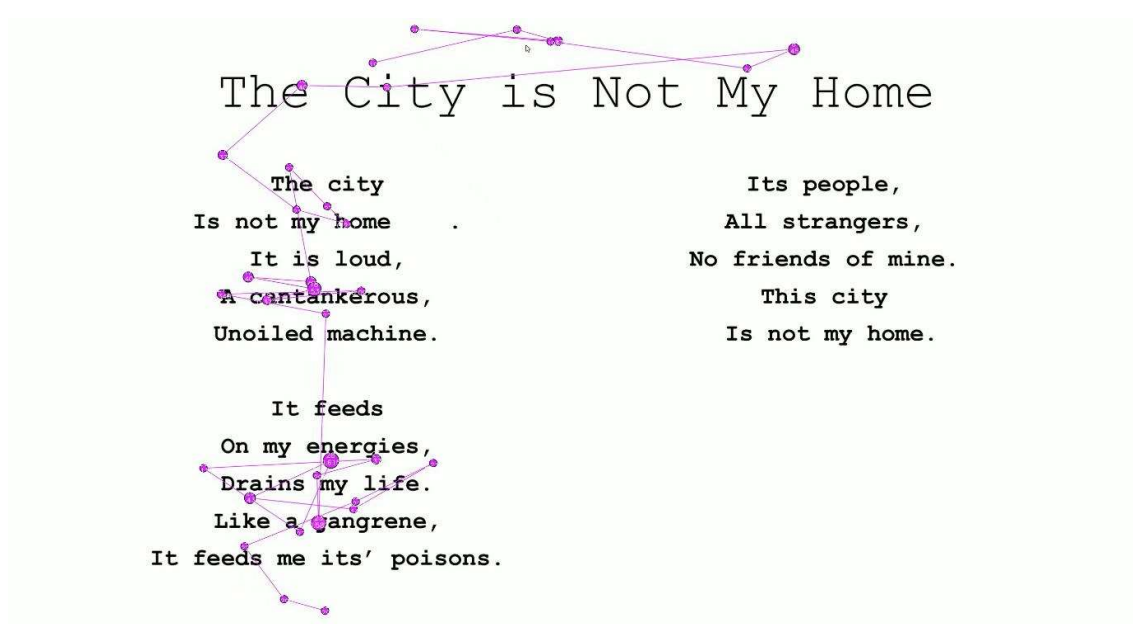 The City is Not My Home
The city
Is not my home .
It is loud,
A cantankerous,
Unoiled machine.
It feeds
On my energies,
Drains my life.
Like a gangrene,
It feeds me its’ poisons.
Its people,
All strangers,
No friends of mine.
This city
Is not my home.